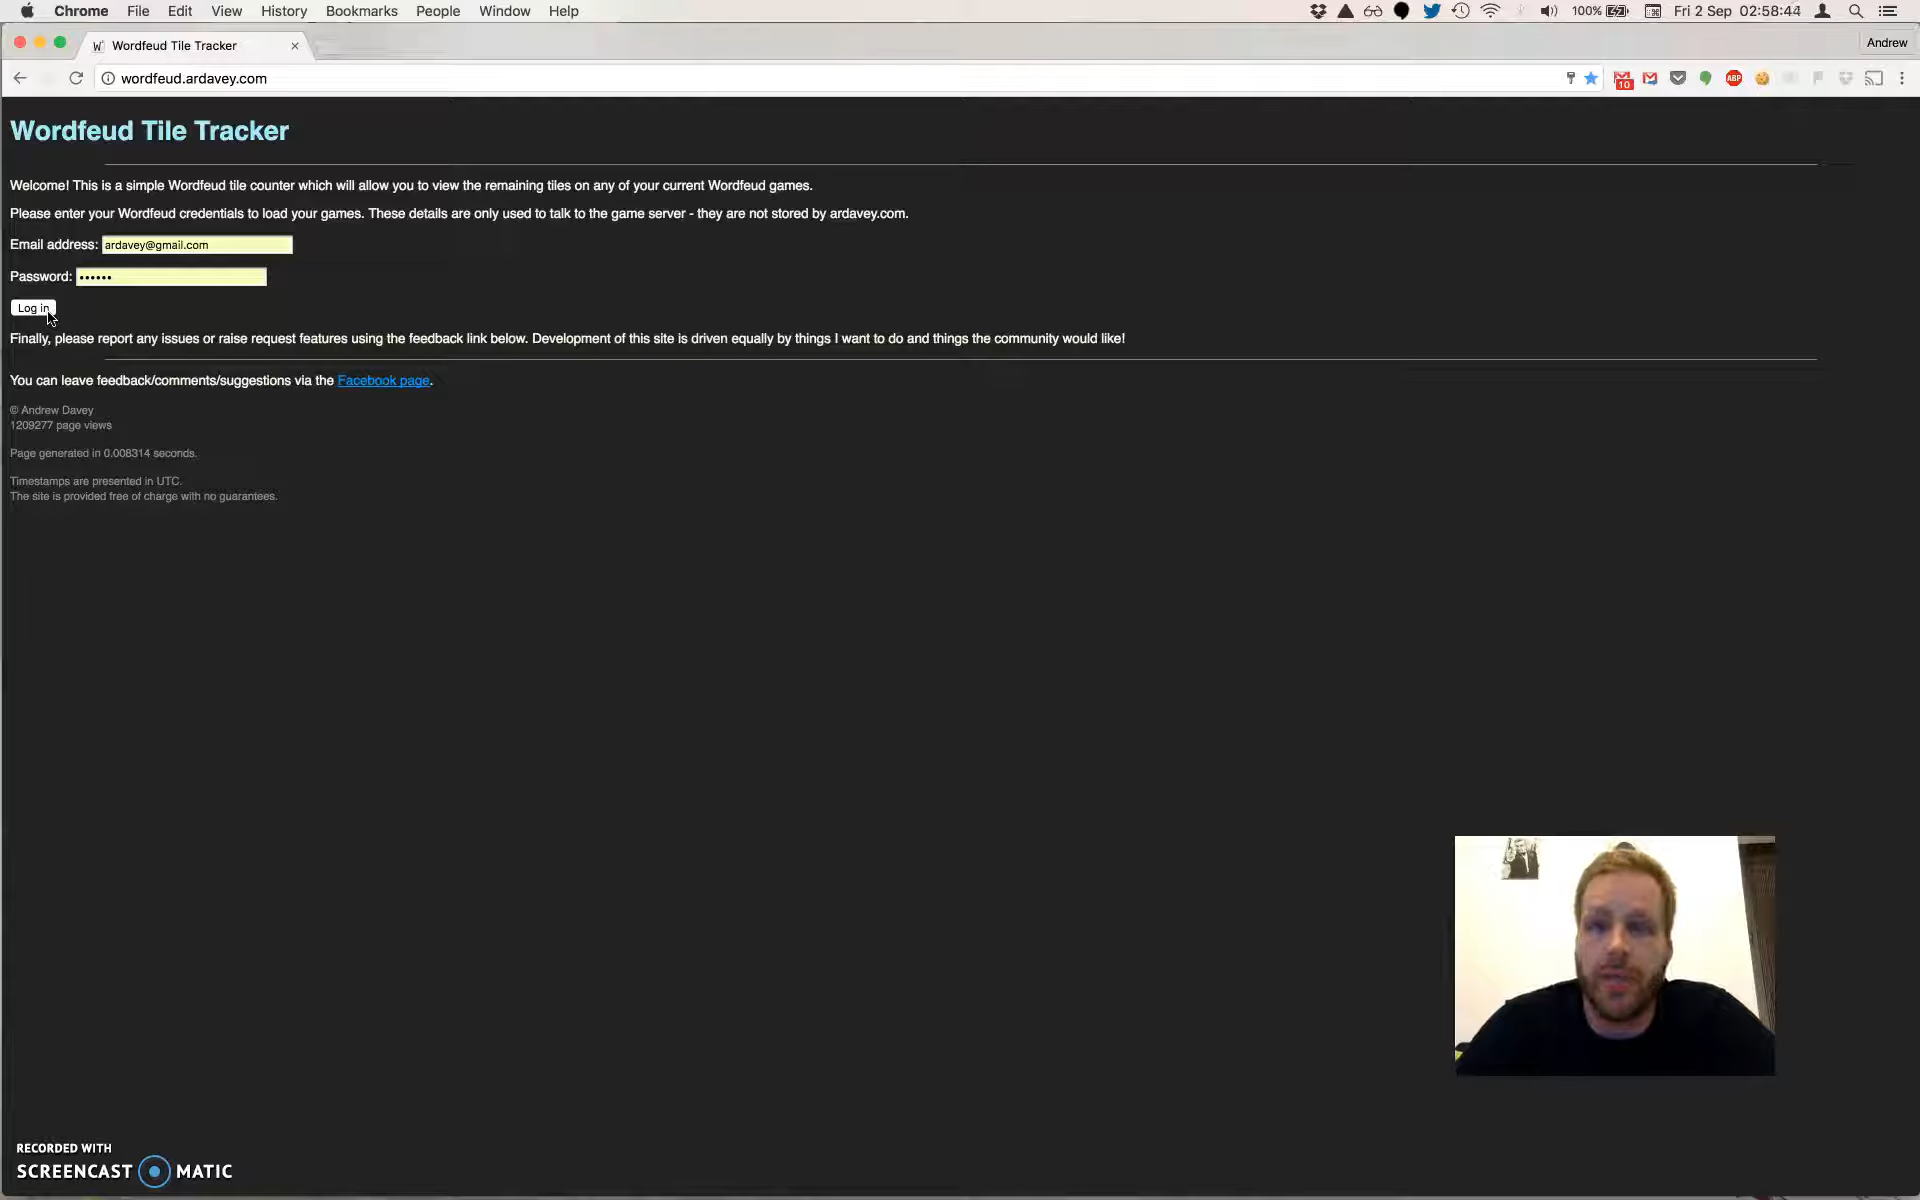 Chrome File Edit View History Bookmarks People Window Help 100% Fri 2 Sep 02:58:44
Wordfeud Tile Tracker Andrew
wordfeud.ardavey.com 10 ABP
Wordfeud Tile Tracker
Welcome! This is a simple Wordfeud tile counter which will allow you to view the remaining tiles on any of your current Wordfeud games.
Please enter your Wordfeud credentials to load your games. These details are only used to talk to the game server - they are not stored by ardavey.com.
Email address: ardavey@gmail.com
Password: ••••••
Log in
Finally, please report any issues or raise request features using the feedback link below. Development of this site is driven equally by things I want to do and things the community would like!
You can leave feedback/comments/suggestions via the Facebook page.
© Andrew Davey
1209277 page views
Page generated in 0.008314 seconds.
Timestamps are presented in UTC.
The site is provided free of charge with no guarantees.
RECORDED WITH
SCREENCAST MATIC